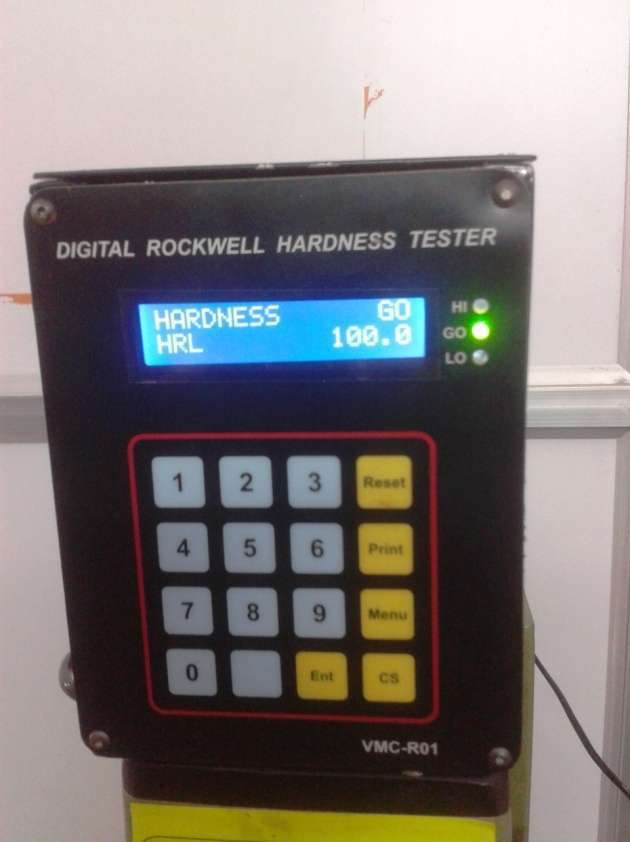 DIGITAL ROCKWELL HARDNESS TESTER
HARDNESS GO
HRL 100.0
HI
GO
LO
1 2 3 Reset
4 5 6 Print
7 8 9 Menu
0 Ent CS
VMC-R01